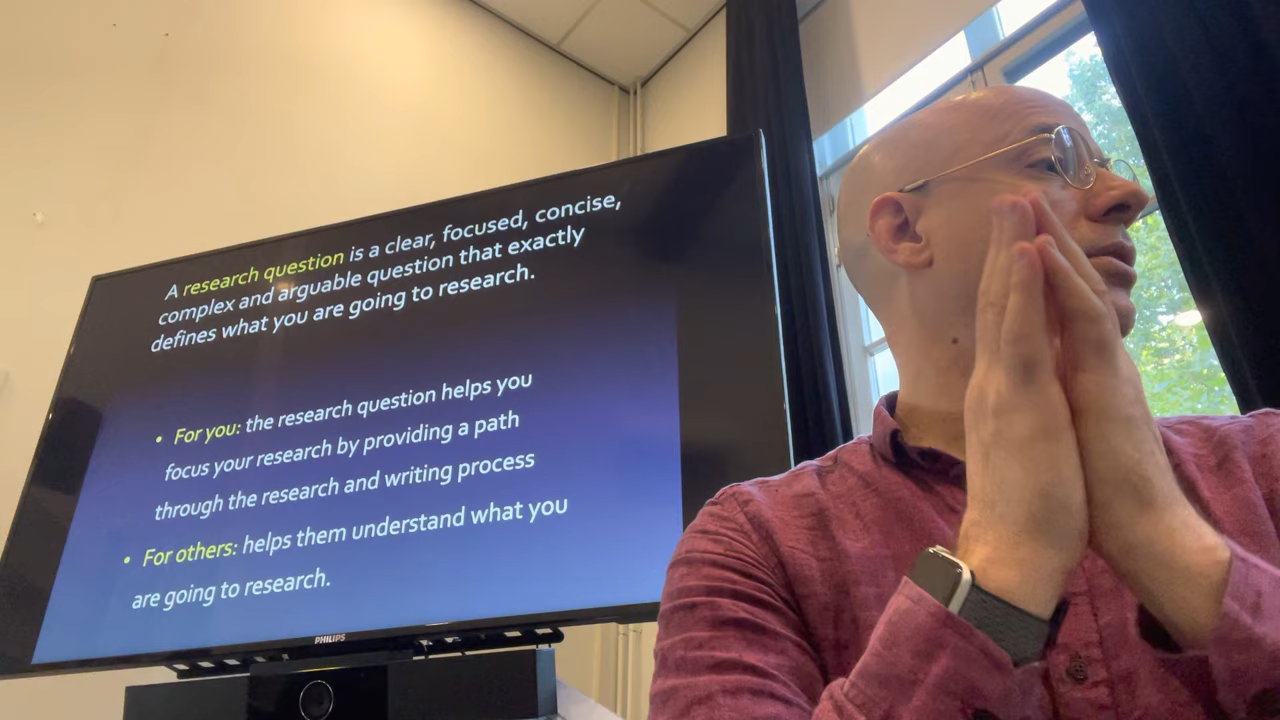 A research question is a clear, focused, concise,
complex and arguable question that exactly
defines what you are going to research.
• For you: the research question helps you
focus your research by providing a path
through the research and writing process
• For others: helps them understand what you
are going to research.
PHILIPS